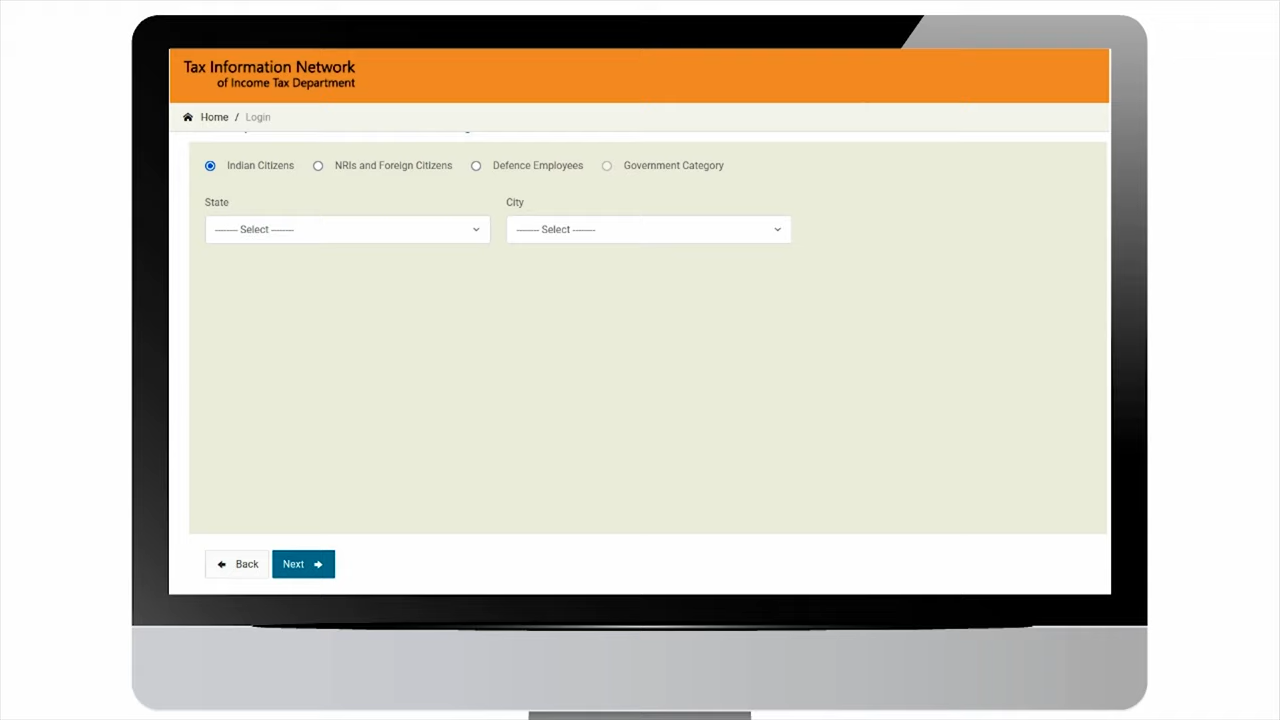 Tax Information Network
of Income Tax Department
Home / Login
Indian Citizens NRIs and Foreign Citizens Defence Employees Government Category
State City
------- Select ------- ------- Select -------
Back Next